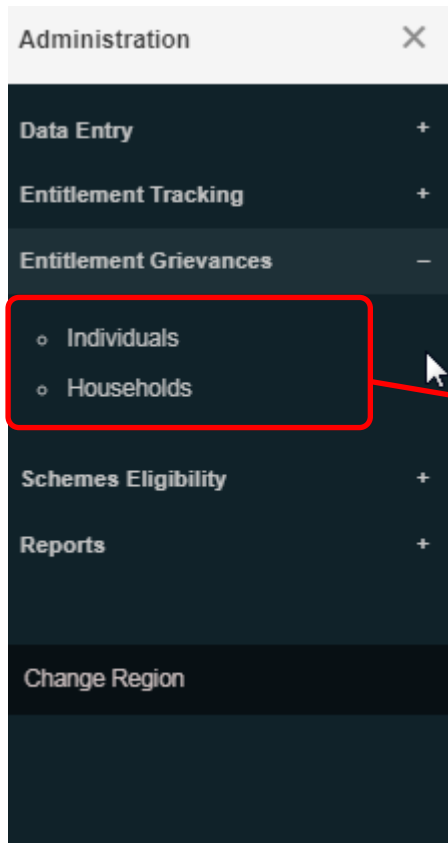 Administration ×
Data Entry +
Entitlement Tracking +
Entitlement Grievances –
Individuals
Households
Schemes Eligibility +
Reports +
Change Region